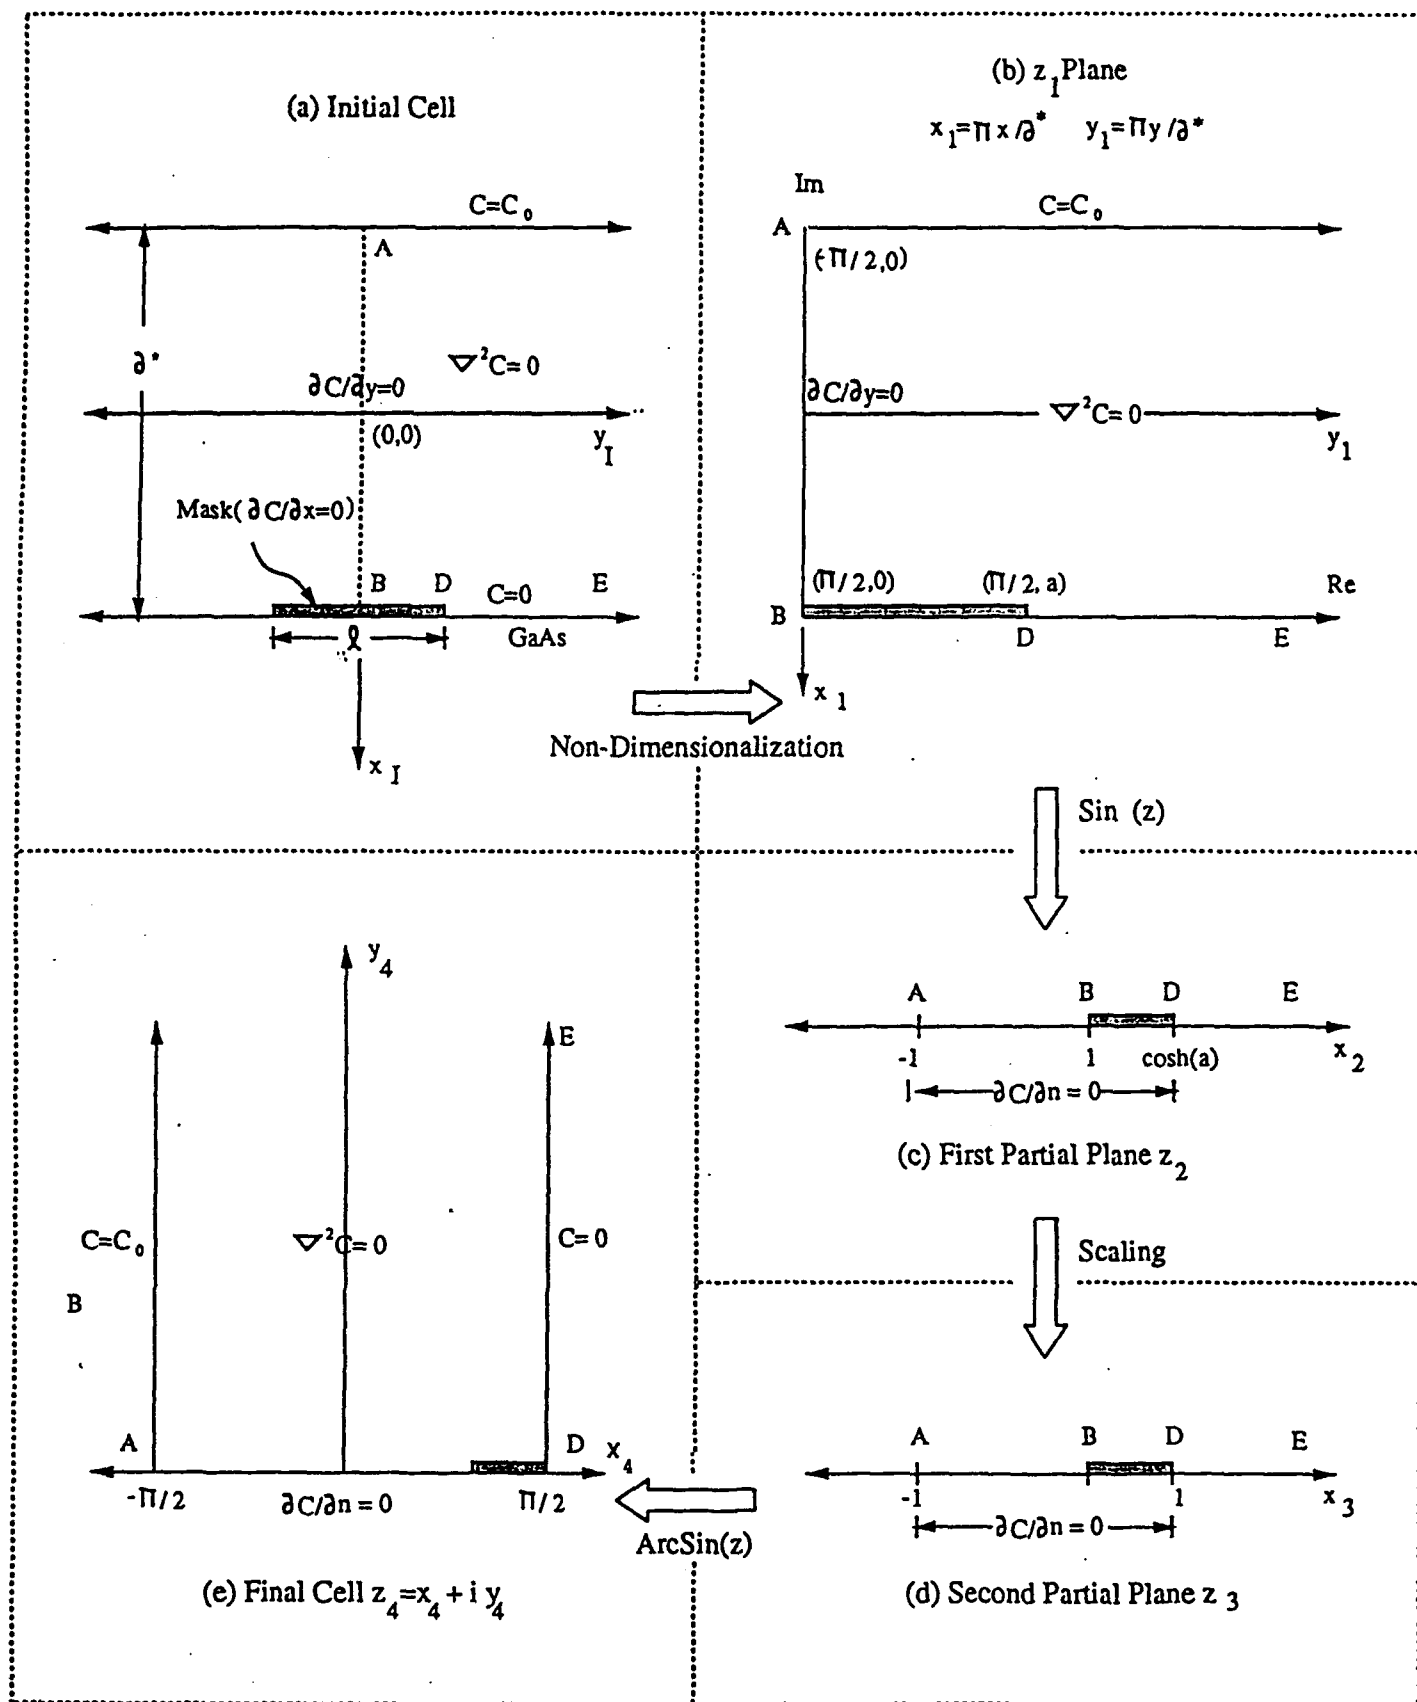 (a) Initial Cell
C=C₀
A
∂*
▽²C=0
∂C/∂y=0
(0,0)
y_I
Mask(∂C/∂x=0)
B D C=0 E
ℓ GaAs
x_I
Non-Dimensionalization
(b) z₁ Plane
x₁=Πx/∂* y₁=Πy/∂*
Im
C=C₀
A
(-Π/2,0)
∂C/∂y=0
▽²C=0
y₁
(Π/2,0) (Π/2,a) Re
B D E
x₁
Sin (z)
A B D E
-1 1 cosh(a) x₂
∂C/∂n=0
(c) First Partial Plane z₂
Scaling
A B D E
-1 1 x₃
∂C/∂n=0
(d) Second Partial Plane z₃
ArcSin(z)
y₄
E
C=C₀ ▽²C=0 C=0
B
A D x₄
-Π/2 ∂C/∂n=0 Π/2
(e) Final Cell z₄=x₄+i y₄